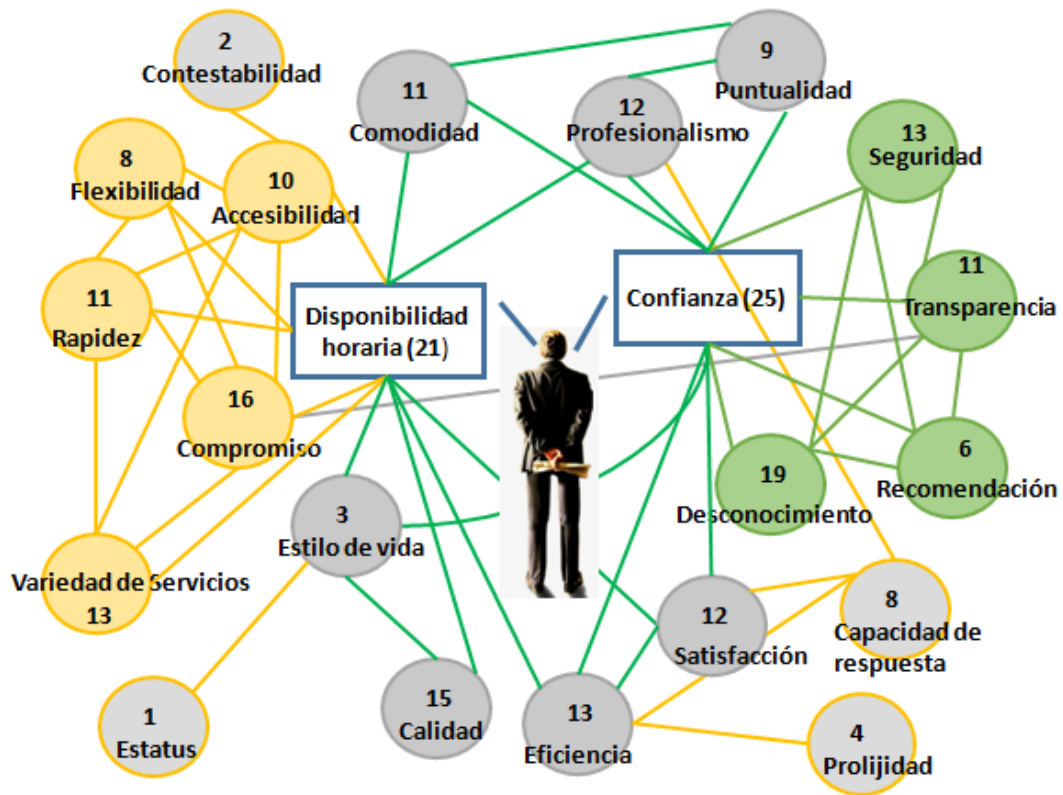 2
Contestabilidad
11
Comodidad
9
Puntualidad
12
Profesionalismo
13
Seguridad
8
Flexibilidad
10
Accesibilidad
11
Rapidez
Disponibilidad
horaria (21)
Confianza (25)
11
Transparencia
16
Compromiso
19
Desconocimiento
6
Recomendación
3
Estilo de vida
Variedad de Servicios
13
12
Satisfacción
8
Capacidad de
respuesta
1
Estatus
15
Calidad
13
Eficiencia
4
Prolijidad